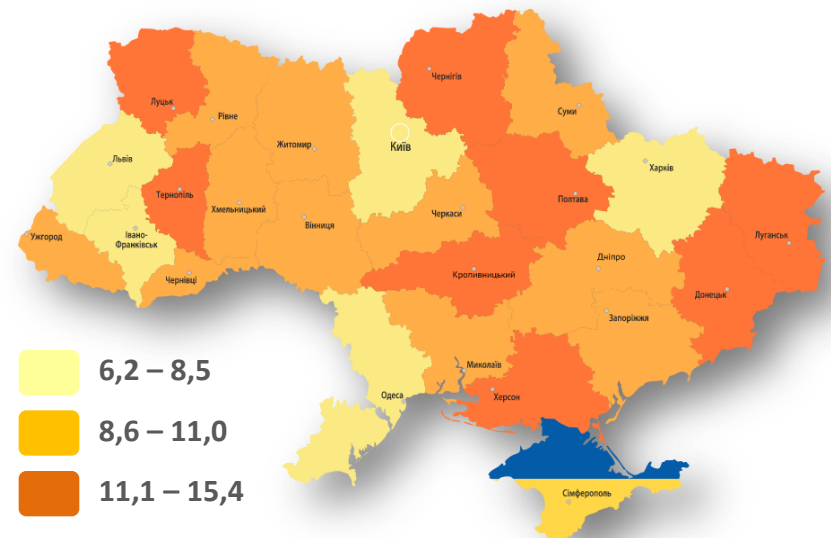 Чернігів
Луцьк
Рівне
Суми
Житомир
Київ
Львів
Харків
Тернопіль
Хмельницький
Полтава
Черкаси
Вінниця
Івано-
Франківськ
Ужгород
Луганськ
Дніпро
Кропивницький
Чернівці
Донецьк
Запоріжжя
Миколаїв
Одеса
Херсон
Сімферополь
6,2 – 8,5
8,6 – 11,0
11,1 – 15,4